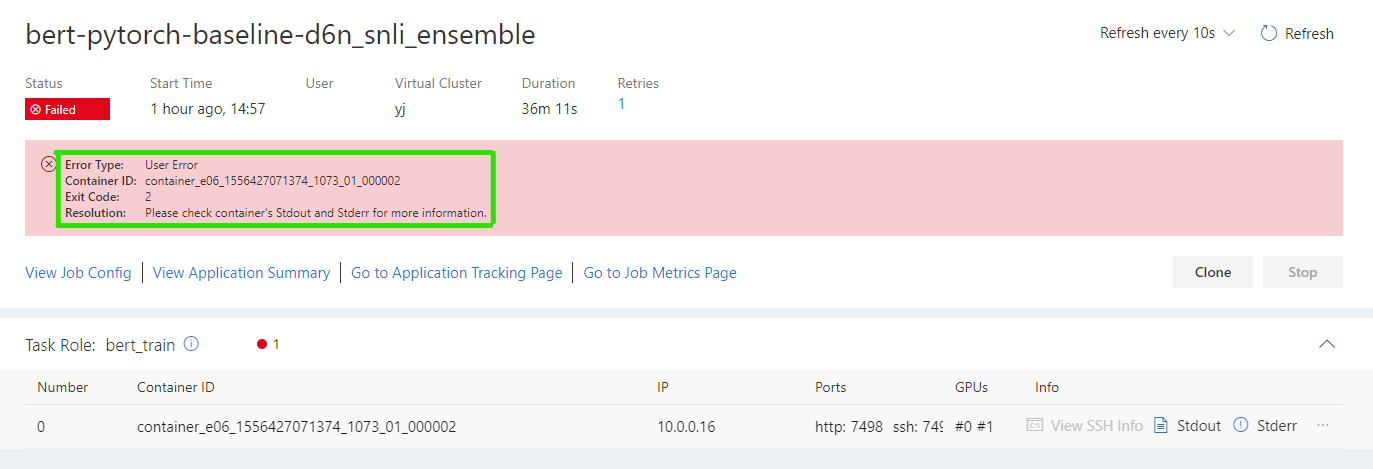 bert-pytorch-baseline-d6n_snli_ensemble
Refresh every 10s Refresh
Status Start Time User Virtual Cluster Duration Retries
Failed 1 hour ago, 14:57 yj 36m 11s 1
Error Type: User Error
Container ID: container_e06_1556427071374_1073_01_000002
Exit Code: 2
Resolution: Please check container's Stdout and Stderr for more information.
View Job Config View Application Summary Go to Application Tracking Page Go to Job Metrics Page Clone Stop
Task Role: bert_train 1
Number Container ID IP Ports GPUs Info
0 container_e06_1556427071374_1073_01_000002 10.0.0.16 http: 7498 ssh: 749 #0 #1 View SSH Info Stdout Stderr ...